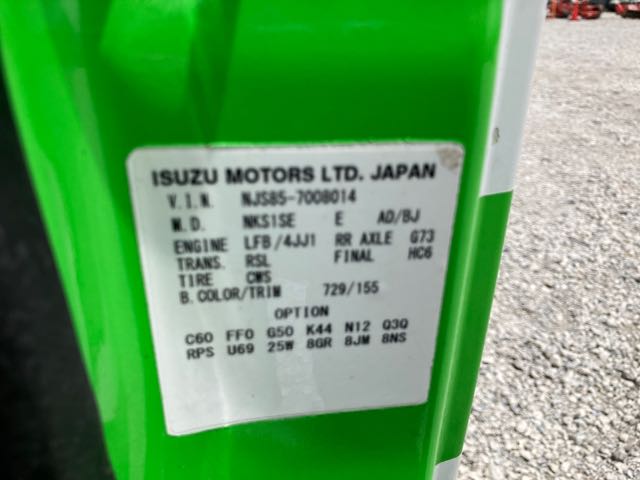 ISUZU MOTORS LTD. JAPAN
V.I.N. NJS85-7008014
M.D. NKS1SE E AD/BJ
ENGINE LFB/4JJ1 RR AXLE G73
TRANS. RSL FINAL HC6
TIRE CWS
B.COLOR/TRIM 729/155
OPTION
C60 FF0 G50 K44 N12 Q3Q
RPS U69 25W 8GR 8JM 8NS